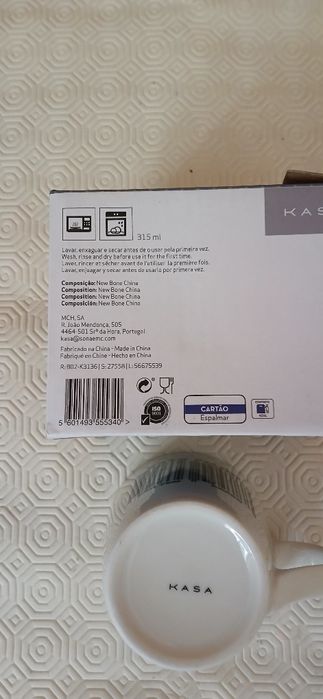 KAS
315 ml
Lavar, enxaguar e secar antes de o usar pela primeira vez.
Wash, rinse and dry before use it for the first time.
Laver, rincer et sécher avant de l'utiliser la première fois.
Lavar, enjuagar y secar antes de usarlo por primera vez.
Composição: New Bone China
Composition: New Bone China
Composition: New Bone China
Composición: New Bone China
MCH, SA
R. João Mendonça, 505
4464-501 Srª da Hora, Portugal
kasa@sonaemc.com
Fabricado na China - Made in China
Fabriqué en Chine - Hecho en China
R: BB2-K3136 | S: 27558 | L: 56675539
5 601493 555340 >
ISO
CARTÃO
Espalmar
KASA